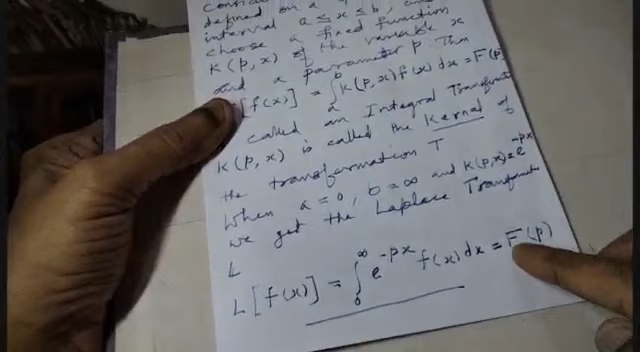 defined on a
interval a ≤ x ≤ b, and
choose a fixed function
K(p,x) of the variable x
and a parameter p. Then
[f(x)] = ∫ₐᵇ K(p,x) f(x) dx = F(p)
called an Integral Transform
K(p,x) is called the Kernel of
the transformation T
When a = 0, b = ∞ and K(p,x) = e^-px
we get the Laplace Transform
L
L[f(x)] = ∫₀^∞ e^-px f(x) dx = F(p)